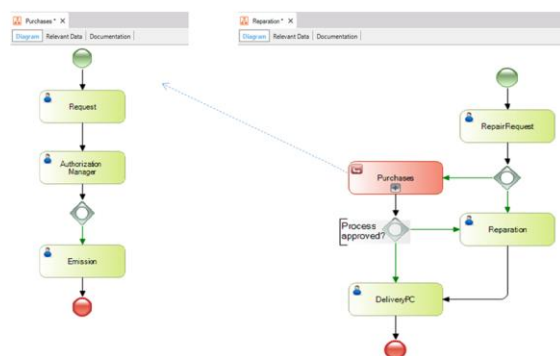 Purchases *
Diagram Relevant Data Documentation
Request
Authorization
Manager
Emission
Reparation *
Diagram Relevant Data Documentation
RepairRequest
Purchases
Process
approved?
Reparation
DeliveryPC